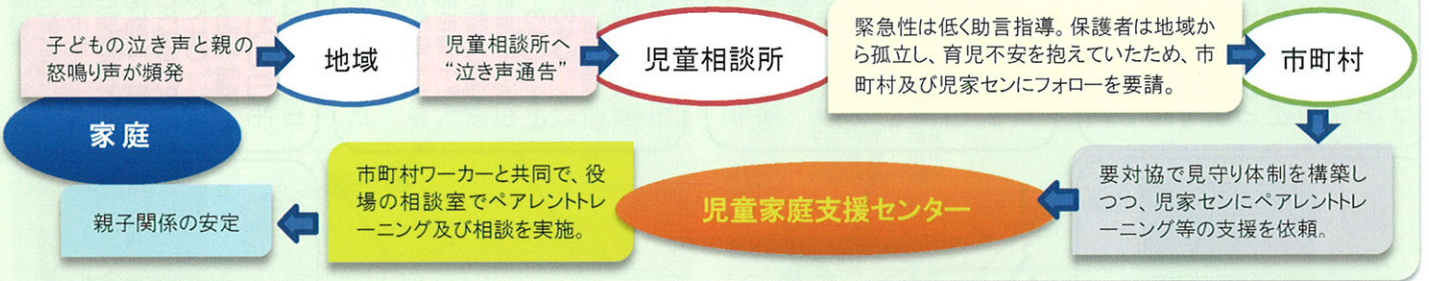 子どもの泣き声と親の
怒鳴り声が頻発
地域
児童相談所へ
“泣き声通告”
児童相談所
緊急性は低く助言指導。保護者は地域か
ら孤立し、育児不安を抱えていたため、市
町村及び児家センにフォローを要請。
市町村
要対協で見守り体制を構築し
つつ、児家センにペアレントトレ
ーニング等の支援を依頼。
児童家庭支援センター
市町村ワーカーと共同で、役
場の相談室でペアレントトレ
ーニング及び相談を実施。
親子関係の安定
家庭